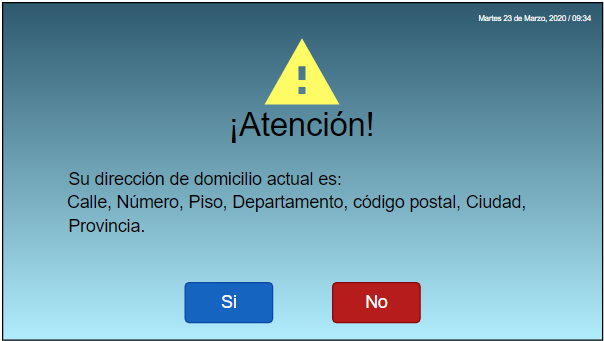 Martes 23 de Marzo, 2020 / 09:34
¡Atención!
Su dirección de domicilio actual es:
Calle, Número, Piso, Departamento, código postal, Ciudad,
Provincia.
Si
No